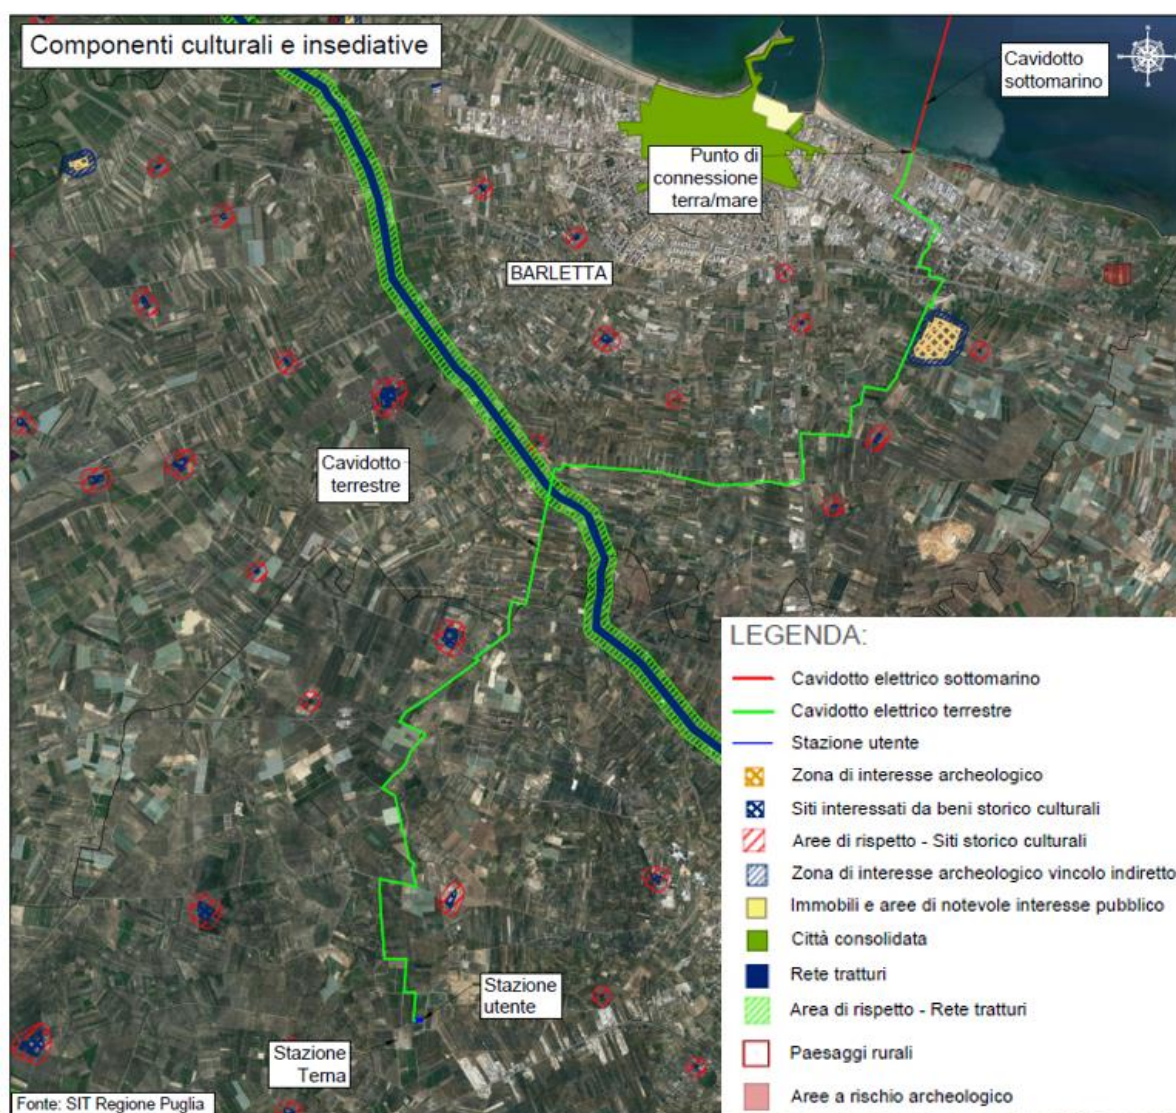 Componenti culturali e insediative
Cavidotto
sottomarino
Punto di
connessione
terra/mare
BARLETTA
Cavidotto
terrestre
LEGENDA:
Cavidotto elettrico sottomarino
Cavidotto elettrico terrestre
Stazione utente
Zona di interesse archeologico
Siti interessati da beni storico culturali
Aree di rispetto - Siti storico culturali
Zona di interesse archeologico vincolo indiretto
Immobili e aree di notevole interesse pubblico
Città consolidata
Rete tratturi
Area di rispetto - Rete tratturi
Paesaggi rurali
Aree a rischio archeologico
Stazione
utente
Stazione
Terna
Fonte: SIT Regione Puglia